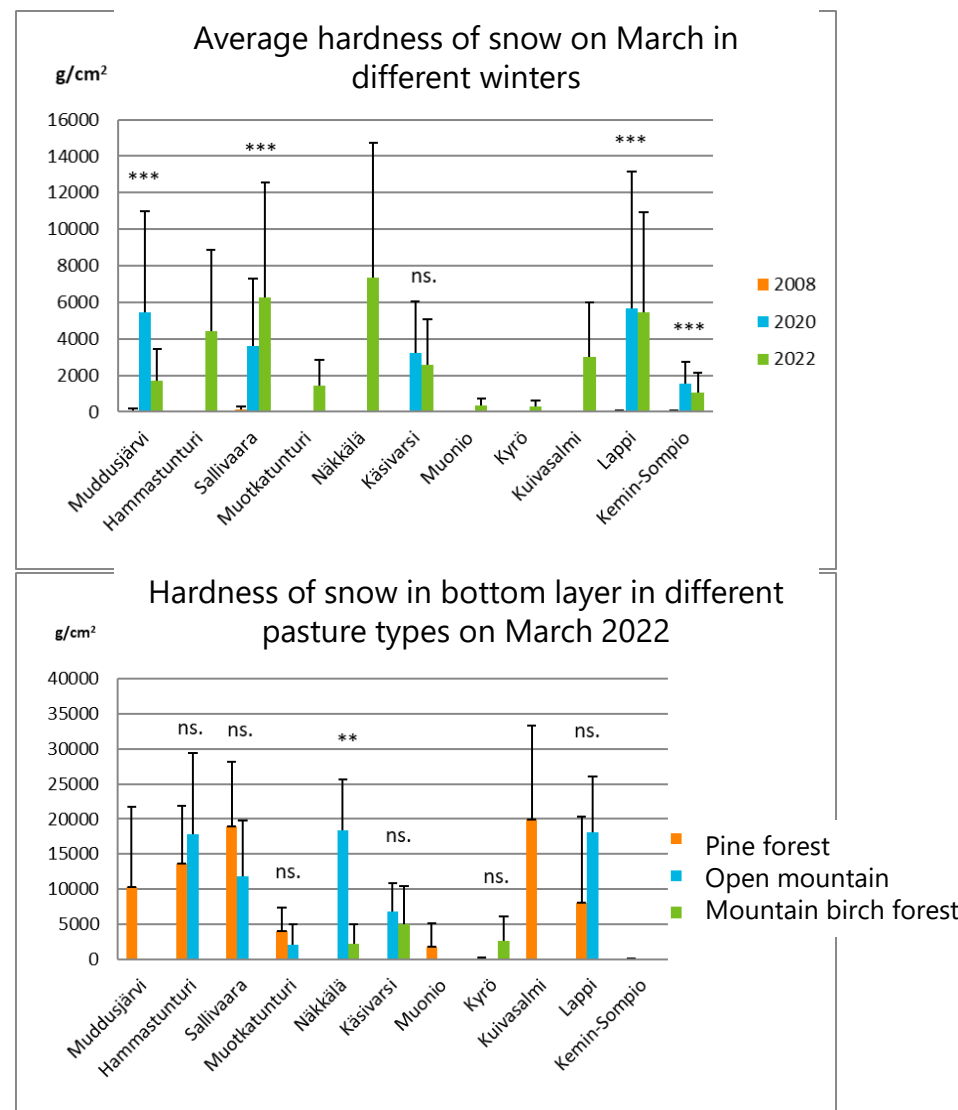 Average hardness of snow on March in
different winters
g/cm²
16000
14000
12000
10000
8000
6000
4000
2000
0
***
***
ns.
***
***
2008
2020
2022
Muddusjärvi
Hammastunturi
Sallivaara
Muotkatunturi
Näkkälä
Käsivarsi
Muonio
Kyrö
Kuivasalmi
Lappi
Kemin-Sompio
Hardness of snow in bottom layer in different
pasture types on March 2022
g/cm²
40000
35000
30000
25000
20000
15000
10000
5000
0
ns.
ns.
ns.
**
ns.
ns.
ns.
Pine forest
Open mountain
Mountain birch forest
Muddusjärvi
Hammastunturi
Sallivaara
Muotkatunturi
Näkkälä
Käsivarsi
Muonio
Kyrö
Kuivasalmi
Lappi
Kemin-Sompio